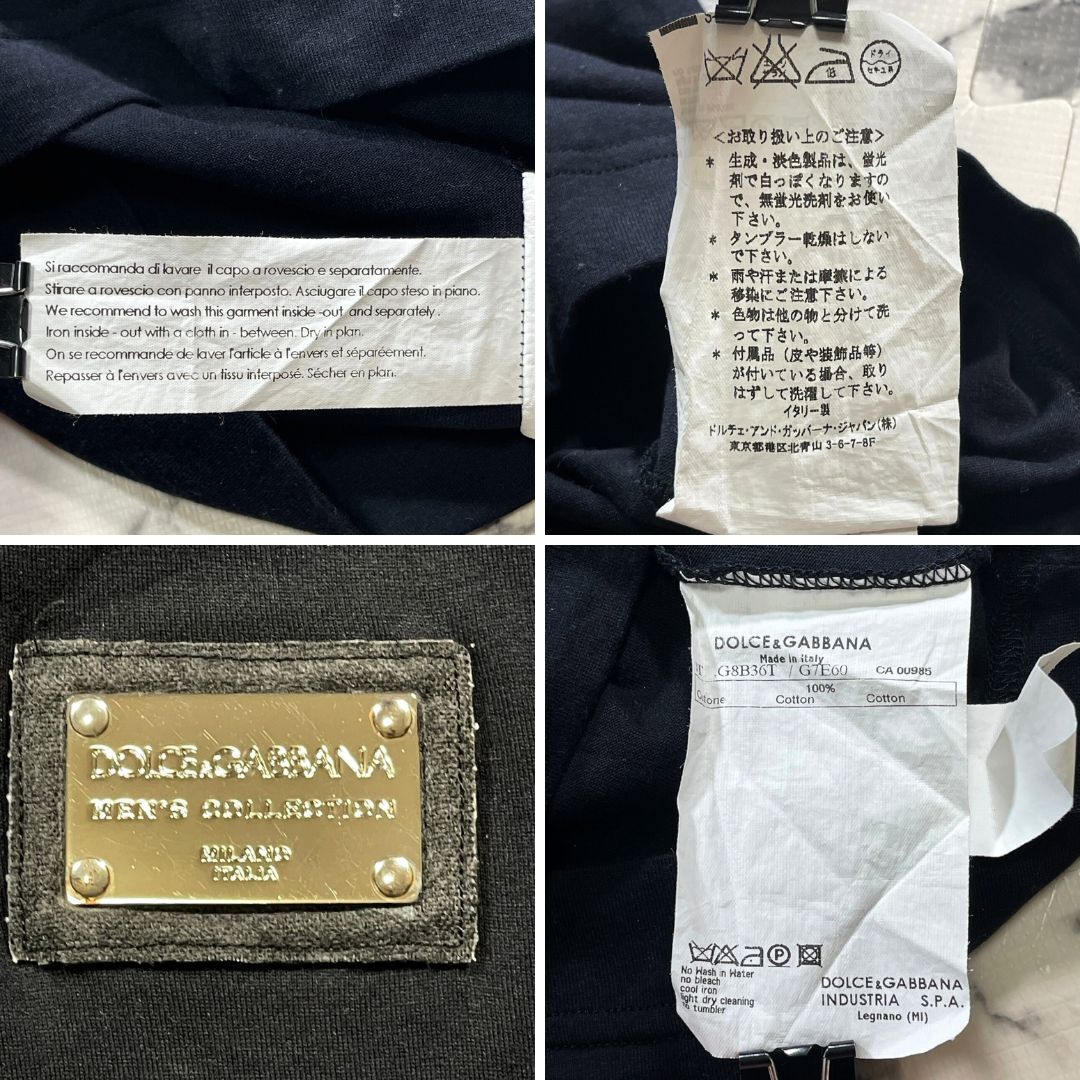 Si raccomanda di lavare il capo a rovescio e separatamente.
Stirare a rovescio con panno interposto. Asciugare il capo steso in piano.
We recommend to wash this garment inside -out and separately.
Iron inside - out with a cloth in - between. Dry in plan.
On se recommande de laver l'article à l'envers et séparéement.
Repasser à l'envers avec un tissu interposé. Sécher en plan.
エンソ
サラシ
低
ドライ
セキユ系
<お取り扱い上のご注意>
* 生成・淡色製品は、蛍光
剤で白っぽくなりますの
で、無蛍光洗剤をお使い
下さい。
* タンブラー乾燥はしない
で下さい。
* 雨や汗または摩擦による
移染にご注意下さい。
* 色物は他の物と分けて洗
って下さい。
* 付属品(皮や装飾品等)
が付いている場合、取り
はずして洗濯して下さい。
イタリー製
ドルチェ・アンド・ガッバーナ・ジャパン(株)
東京都港区北青山 3-6-7-8F
DOLCE&GABBANA
MEN'S COLLECTION
MILANO
ITALIA
DOLCE&GABBANA
Made in Italy
.G8B36T / G7E60 CA 00985
100%
Cotone Cotton Cotton
P
No Wash in Water
no bleach
cool iron
light dry cleaning
no tumbler
DOLCE&GABBANA
INDUSTRIA S.P.A.
Legnano (MI)